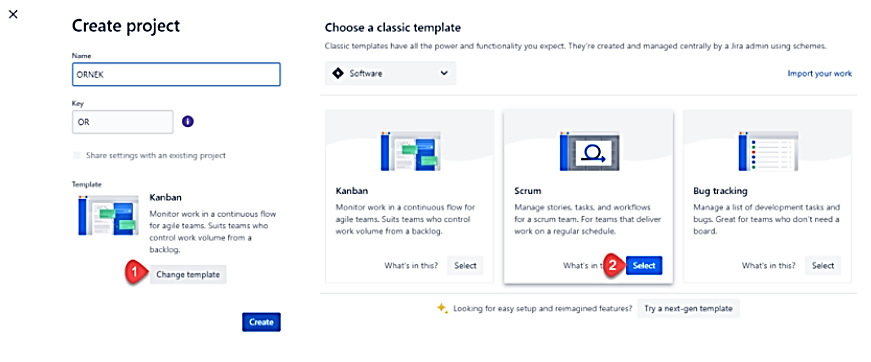 Create project
Name
ORNEK
Key
OR
Share settings with an existing project
Template
Kanban
Monitor work in a continuous flow
for agile teams. Suits teams who
control work volume from a
backlog.
1
Change template
Create
Choose a classic template
Classic templates have all the power and functionality you expect. They're created and managed centrally by a Jira admin using schemes.
Software
Import your work
Kanban
Monitor work in a continuous flow for
agile teams. Suits teams who control
work volume from a backlog.
What's in this? Select
Scrum
Manage stories, tasks, and workflows
for a scrum team. For teams that deliver
work on a regular schedule.
What's in t 2 Select
Bug tracking
Manage a list of development tasks and
bugs. Great for teams who don't need a
board.
What's in this? Select
Looking for easy setup and reimagined features? Try a next-gen template